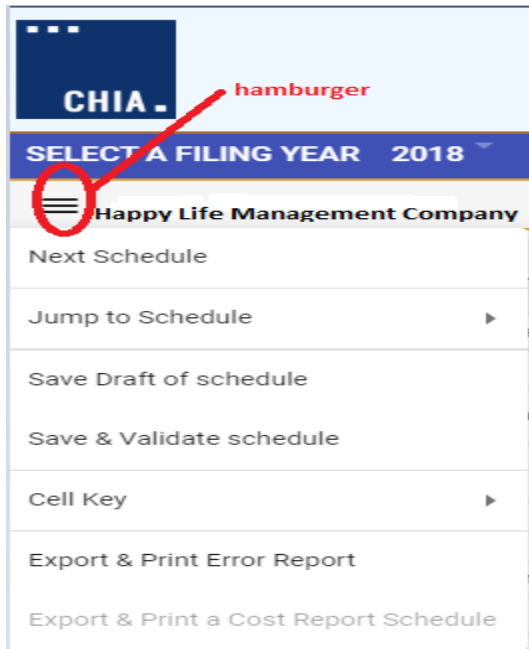 CHIA.
hamburger
SELECT A FILING YEAR 2018
Happy Life Management Company
Next Schedule
Jump to Schedule
Save Draft of schedule
Save & Validate schedule
Cell Key
Export & Print Error Report
Export & Print a Cost Report Schedule